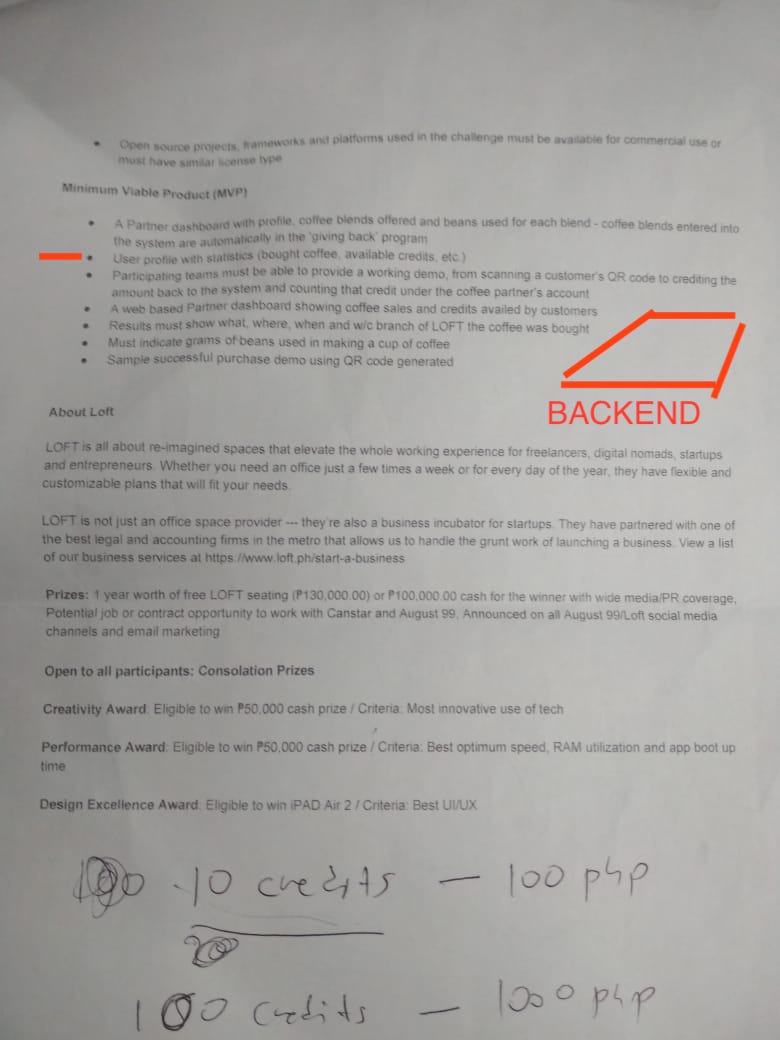 • Open source projects, frameworks and platforms used in the challenge must be available for commercial use or
must have similar license type
Minimum Viable Product (MVP)
• A Partner dashboard with profile, coffee blends offered and beans used for each blend - coffee blends entered into
the system are automatically in the 'giving back' program
• User profile with statistics (bought coffee, available credits, etc.)
• Participating teams must be able to provide a working demo, from scanning a customer's QR code to crediting the
amount back to the system and counting that credit under the coffee partner's account
• A web based Partner dashboard showing coffee sales and credits availed by customers
• Results must show what, where, when and w/c branch of LOFT the coffee was bought
• Must indicate grams of beans used in making a cup of coffee
• Sample successful purchase demo using QR code generated
BACKEND
About Loft
LOFT is all about re-imagined spaces that elevate the whole working experience for freelancers, digital nomads, startups
and entrepreneurs. Whether you need an office just a few times a week or for every day of the year, they have flexible and
customizable plans that will fit your needs.
LOFT is not just an office space provider --- they're also a business incubator for startups. They have partnered with one of
the best legal and accounting firms in the metro that allows us to handle the grunt work of launching a business. View a list
of our business services at https://www.loft.ph/start-a-business
Prizes: 1 year worth of free LOFT seating (₱130,000.00) or ₱100,000.00 cash for the winner with wide media/PR coverage,
Potential job or contract opportunity to work with Canstar and August 99, Announced on all August 99/Loft social media
channels and email marketing
Open to all participants: Consolation Prizes
Creativity Award: Eligible to win ₱50,000 cash prize / Criteria: Most innovative use of tech
Performance Award: Eligible to win ₱50,000 cash prize / Criteria: Best optimum speed, RAM utilization and app boot up
time
Design Excellence Award: Eligible to win iPAD Air 2 / Criteria: Best UI/UX
10 credits — 100 php
100 credits — 1000 php